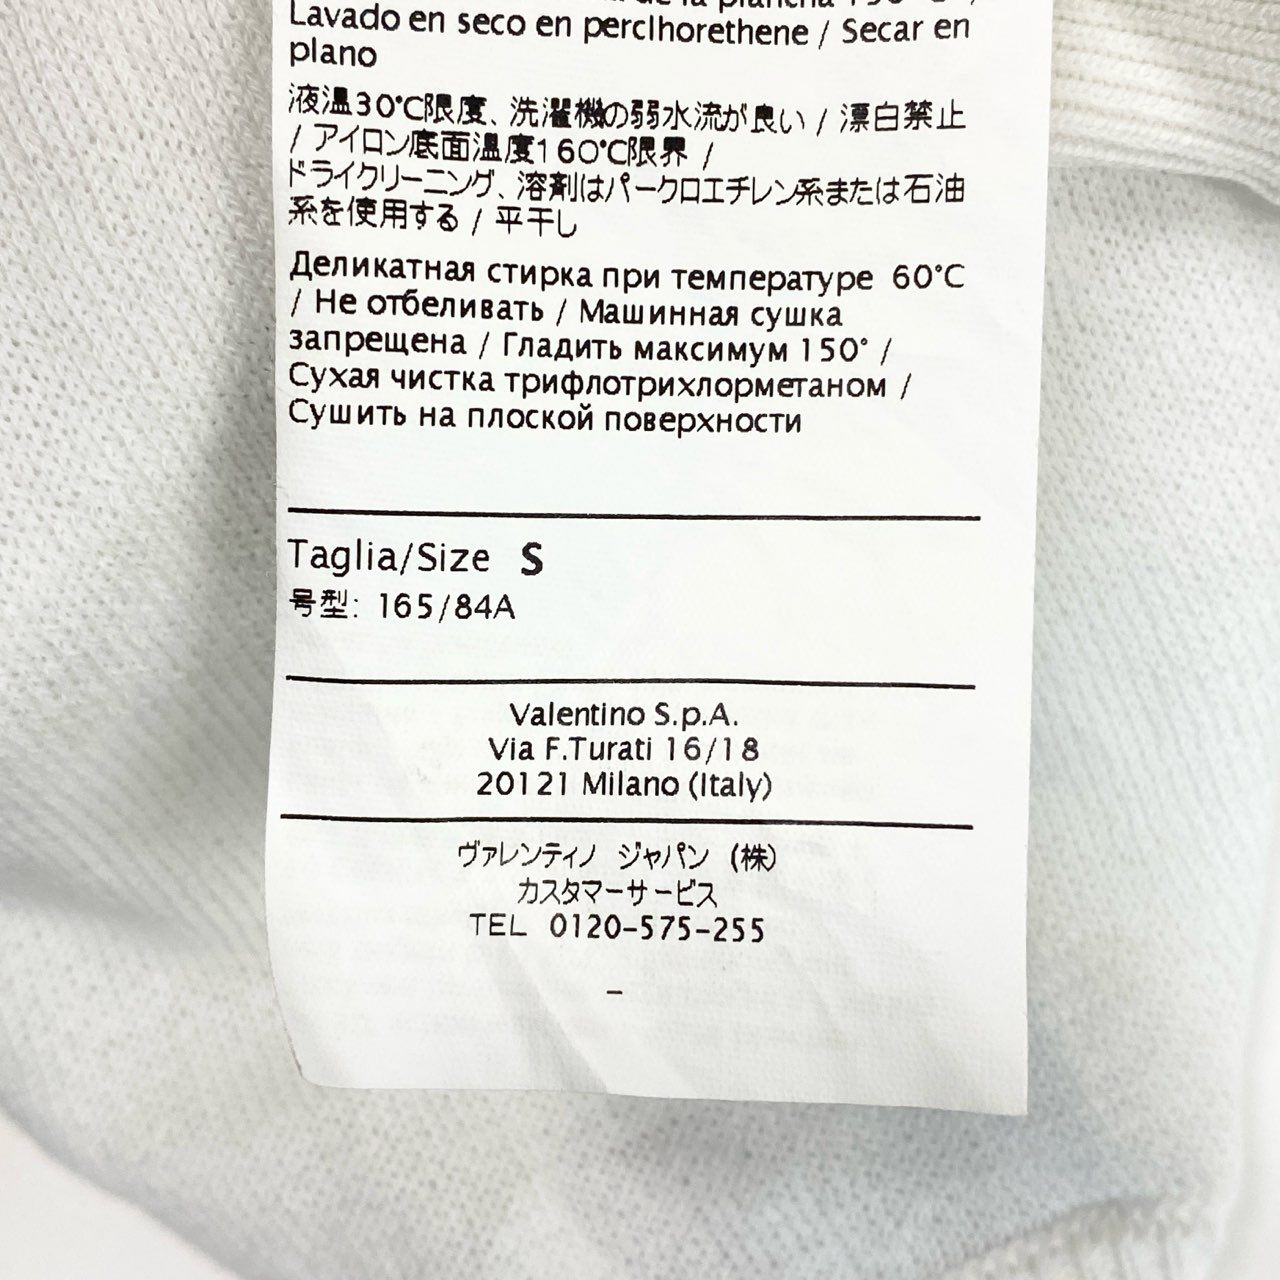 de la plancha 150° C /
Lavado en seco en perclhorethene / Secar en
plano
液温30℃限度、洗濯機の弱水流が良い / 漂白禁止
/ アイロン底面温度160℃限界 /
ドライクリーニング、溶剤はパークロエチレン系または石油
系を使用する / 平干し
Деликатная стирка при температуре 60°C
/ Не отбеливать / Машинная сушка
запрещена / Гладить максимум 150° /
Сухая чистка трифлотрихлорметаном /
Сушить на плоской поверхности
Taglia/Size S
号型: 165/84A
Valentino S.p.A.
Via F.Turati 16/18
20121 Milano (Italy)
ヴァレンティノ ジャパン (株)
カスタマーサービス
TEL 0120-575-255
-